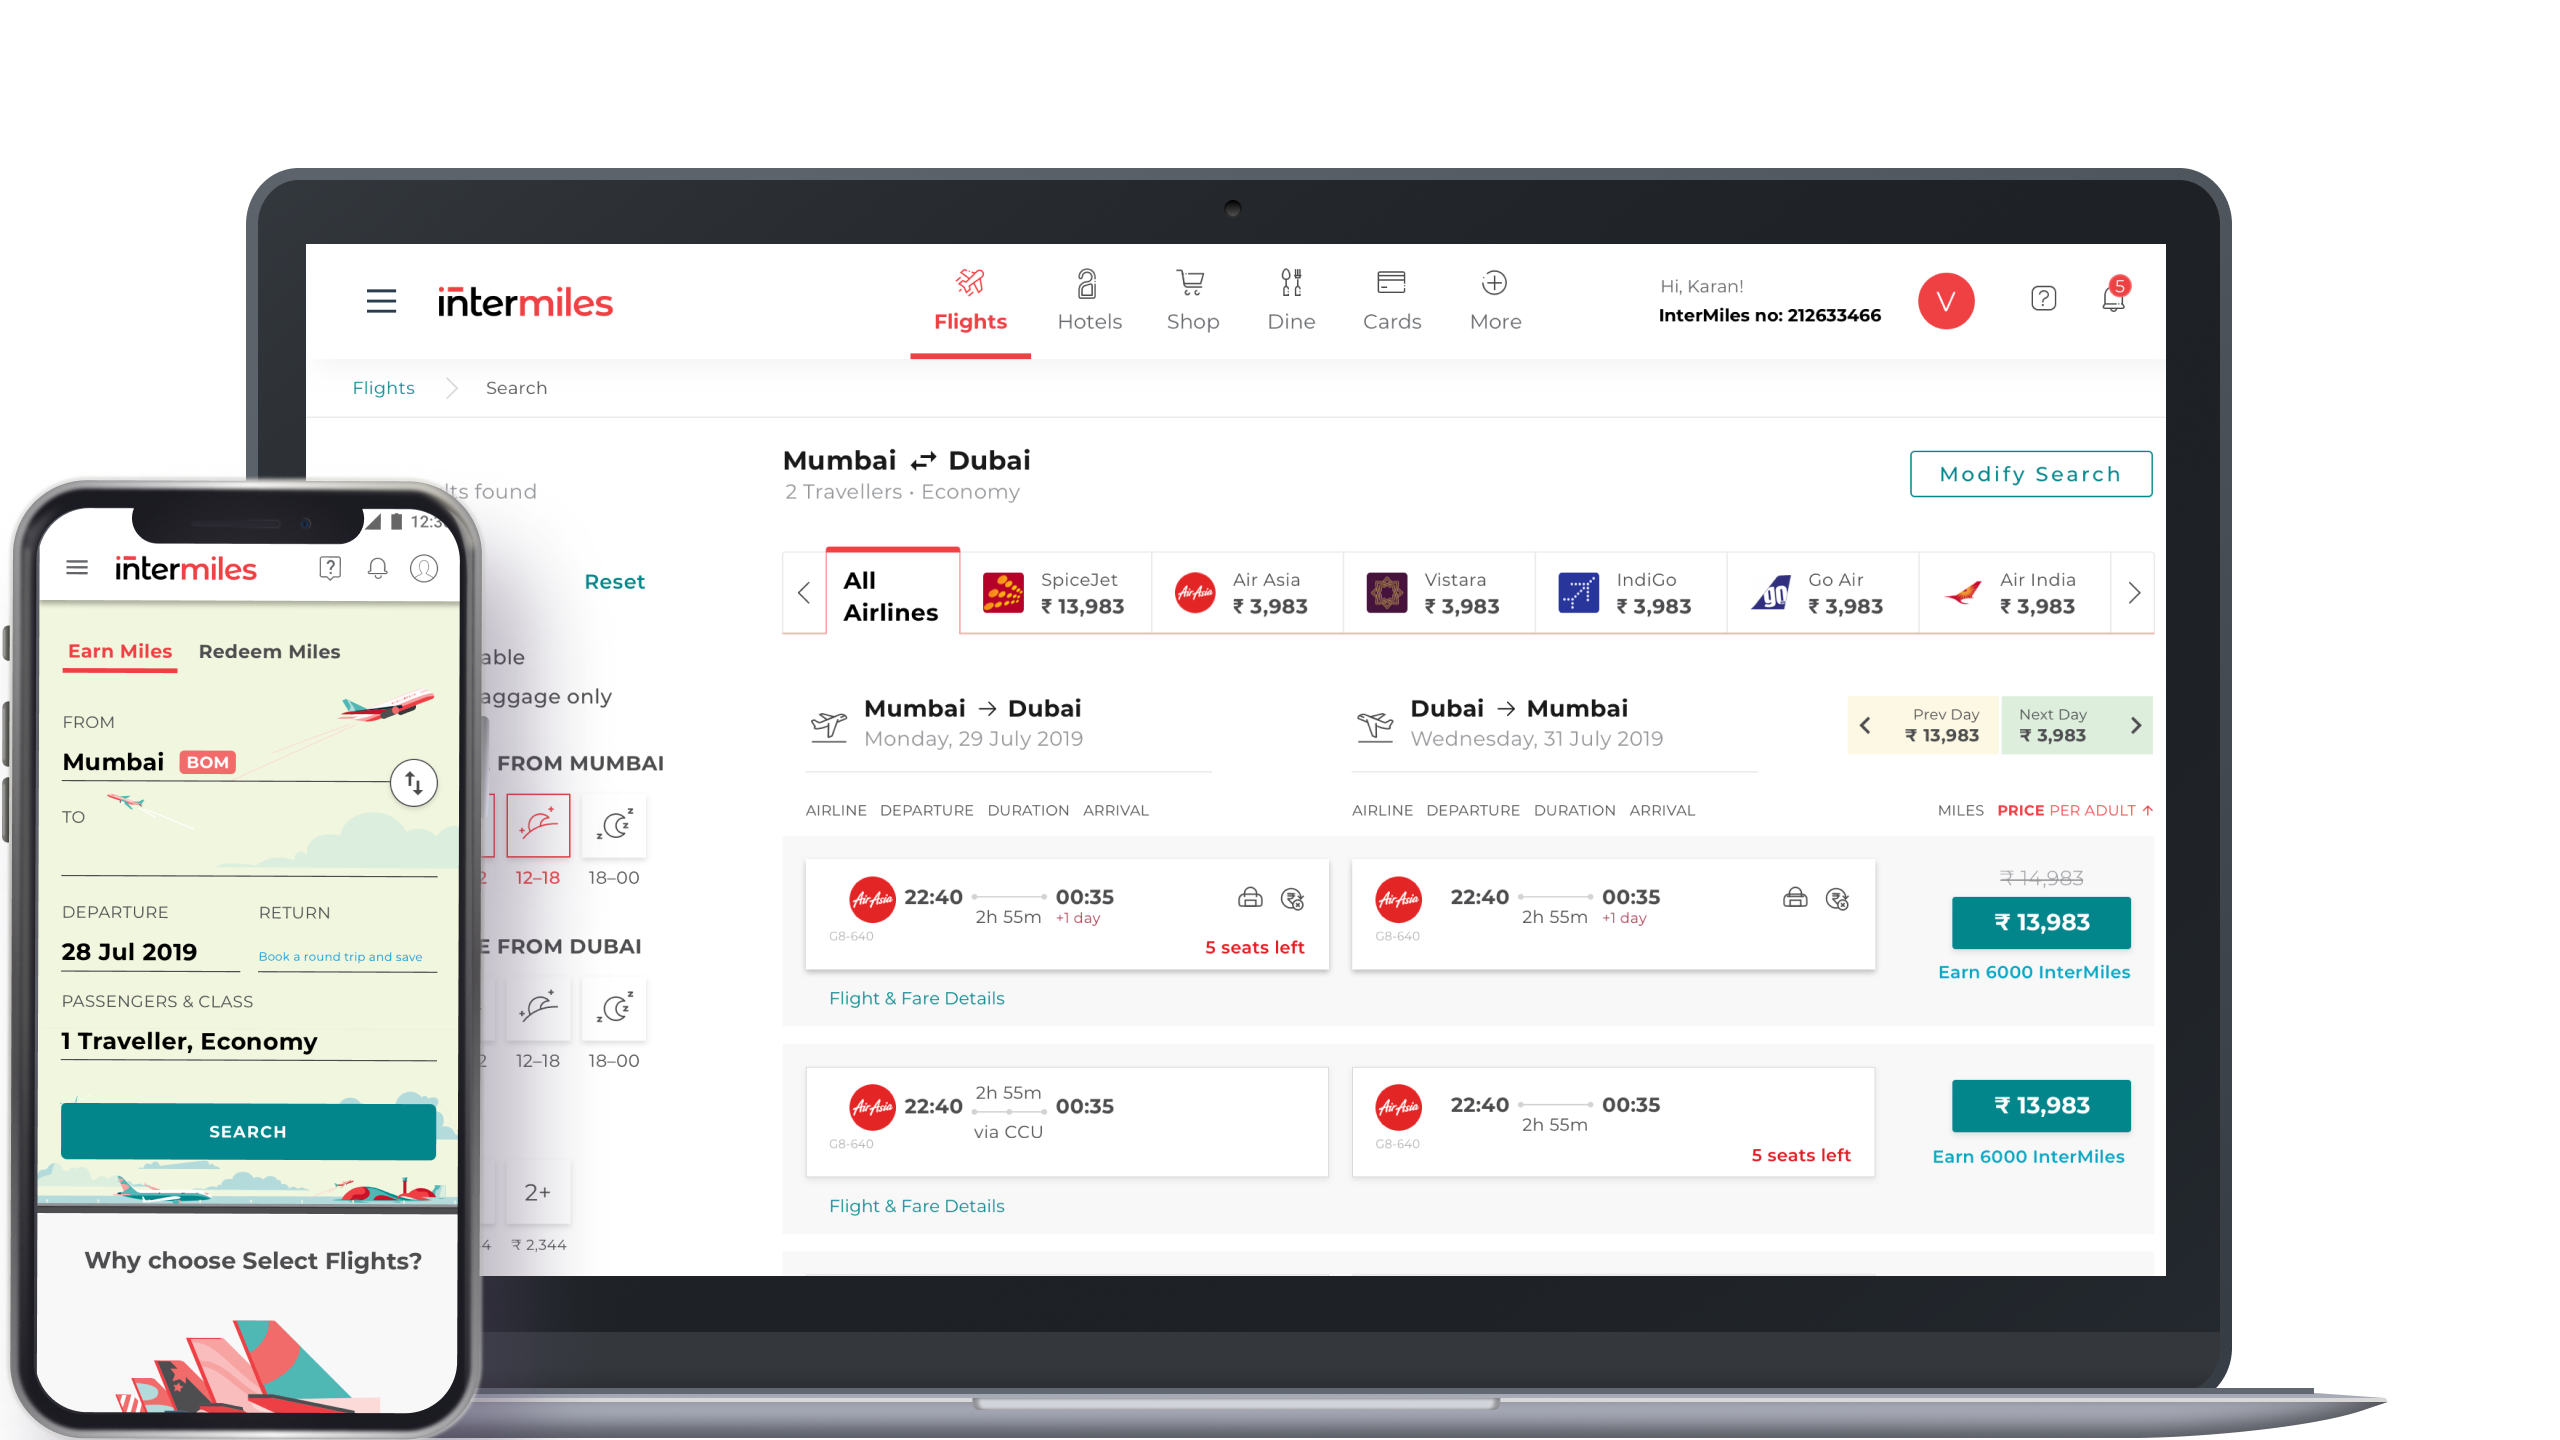 intermiles
Flights
Hotels
Shop
Dine
Cards
More
Hi, Karan!
InterMiles no: 212633466
V
?
5
Flights
Search
found
Mumbai Dubai
2 Travellers • Economy
Modify Search
Reset
All
Airlines
SpiceJet
₹ 13,983
Air Asia
₹ 3,983
Vistara
₹ 3,983
IndiGo
₹ 3,983
go
Go Air
₹ 3,983
Air India
₹ 3,983
only
FROM MUMBAI
12–18
18–00
FROM DUBAI
12–18
18–00
2+
₹ 2,344
Mumbai → Dubai
Monday, 29 July 2019
Dubai → Mumbai
Wednesday, 31 July 2019
Prev Day
₹ 13,983
Next Day
₹ 3,983
AIRLINE DEPARTURE DURATION ARRIVAL
AIRLINE DEPARTURE DURATION ARRIVAL
MILES PRICE PER ADULT ↑
AirAsia
22:40
00:35
2h 55m
+1 day
G8-640
5 seats left
AirAsia
22:40
00:35
2h 55m
+1 day
G8-640
₹ 14,983
₹ 13,983
Earn 6000 InterMiles
Flight & Fare Details
AirAsia
2h 55m
22:40
00:35
via CCU
G8-640
AirAsia
22:40
00:35
2h 55m
G8-640
5 seats left
₹ 13,983
Earn 6000 InterMiles
Flight & Fare Details
intermiles
?
Earn Miles
Redeem Miles
FROM
Mumbai BOM
TO
DEPARTURE
RETURN
28 Jul 2019
Book a round trip and save
PASSENGERS & CLASS
1 Traveller, Economy
SEARCH
Why choose Select Flights?